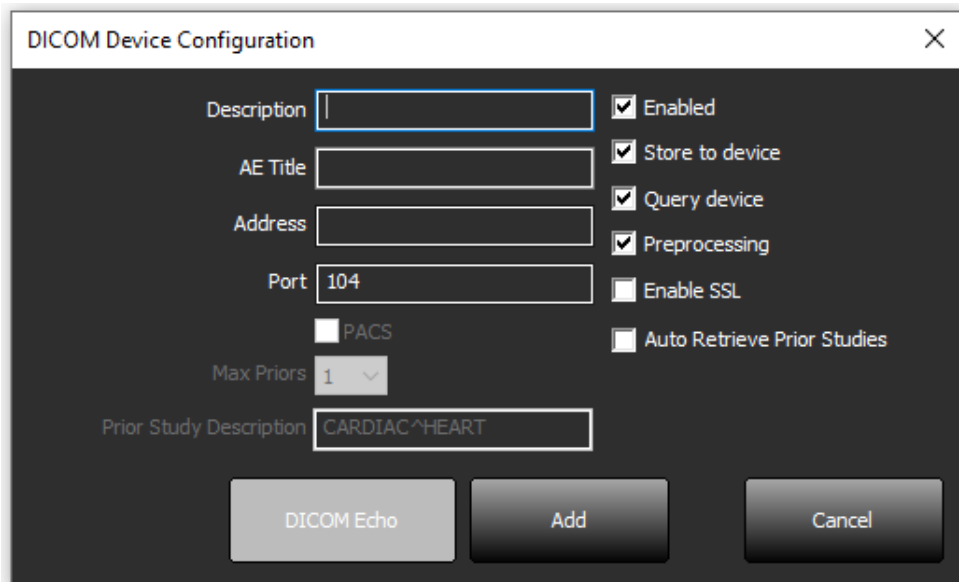 DICOM Device Configuration
Description
Enabled
AE Title
Store to device
Address
Query device
Preprocessing
Port 104
Enable SSL
PACS
Auto Retrieve Prior Studies
Max Priors 1
Prior Study Description CARDIAC^HEART
DICOM Echo
Add
Cancel